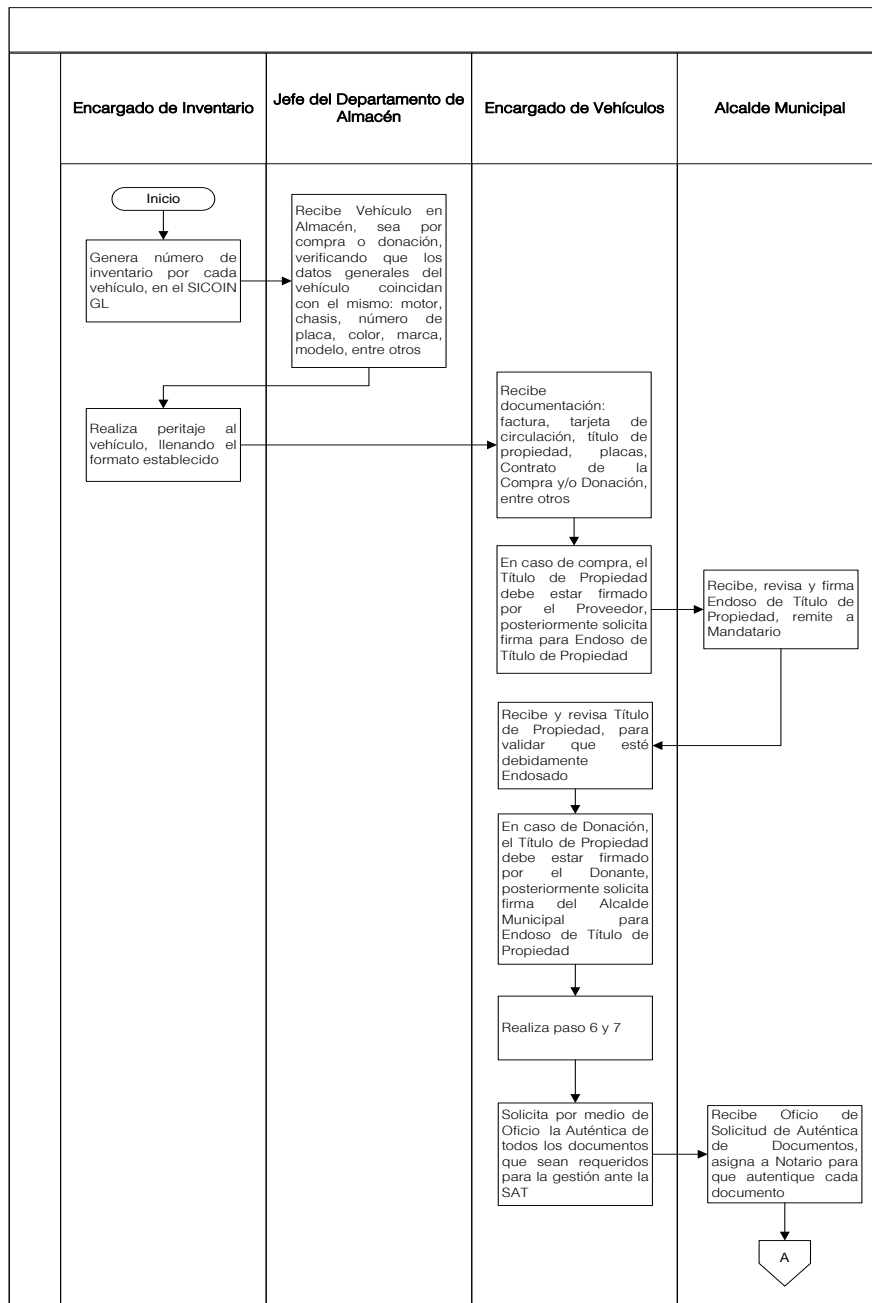 Encargado de Inventario
Jefe del Departamento de
Almacén
Encargado de Vehículos
Alcalde Municipal
Inicio
Genera número de
inventario por cada
vehículo, en el SICOIN
GL
Recibe Vehículo en
Almacén, sea por
compra o donación,
verificando que los
datos generales del
vehículo coincidan
con el mismo: motor,
chasis, número de
placa, color, marca,
modelo, entre otros
Realiza peritaje al
vehículo, llenando el
formato establecido
Recibe
documentación:
factura, tarjeta de
circulación, título de
propiedad, placas,
Contrato de la
Compra y/o Donación,
entre otros
En caso de compra, el
Título de Propiedad
debe estar firmado
por el Proveedor,
posteriormente solicita
firma para Endoso de
Título de Propiedad
Recibe, revisa y firma
Endoso de Título de
Propiedad, remite a
Mandatario
Recibe y revisa Título
de Propiedad, para
validar que esté
debidamente
Endosado
En caso de Donación,
el Título de Propiedad
debe estar firmado
por el Donante,
posteriormente solicita
firma del Alcalde
Municipal para
Endoso de Título de
Propiedad
Realiza paso 6 y 7
Solicita por medio de
Oficio la Auténtica de
todos los documentos
que sean requeridos
para la gestión ante la
SAT
Recibe Oficio de
Solicitud de Auténtica
de Documentos,
asigna a Notario para
que autentique cada
documento
A